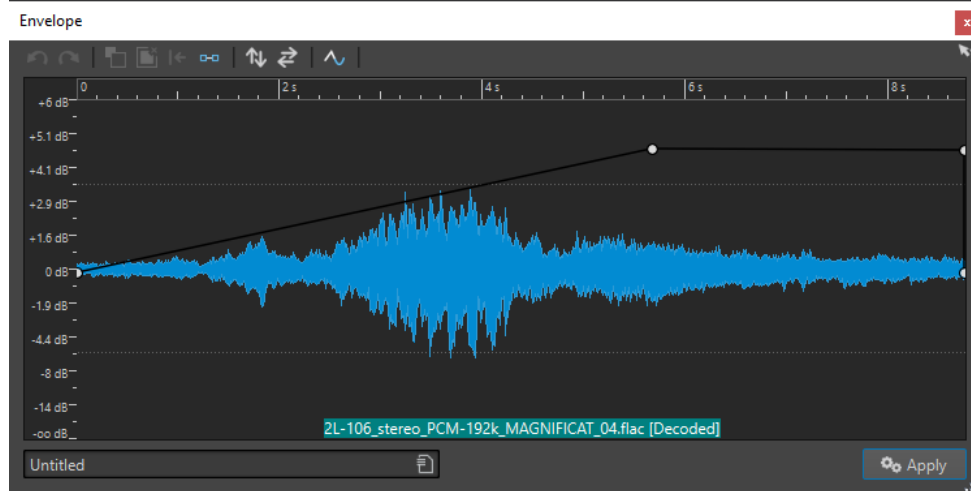 Envelope
x
0 2 s 4 s 6 s 8 s
+6 dB
+5.1 dB
+4.1 dB
+2.9 dB
+1.6 dB
0 dB
-1.9 dB
-4.4 dB
-8 dB
-14 dB
-oo dB
2L-106_stereo_PCM-192k_MAGNIFICAT_04.flac [Decoded]
Untitled
Apply